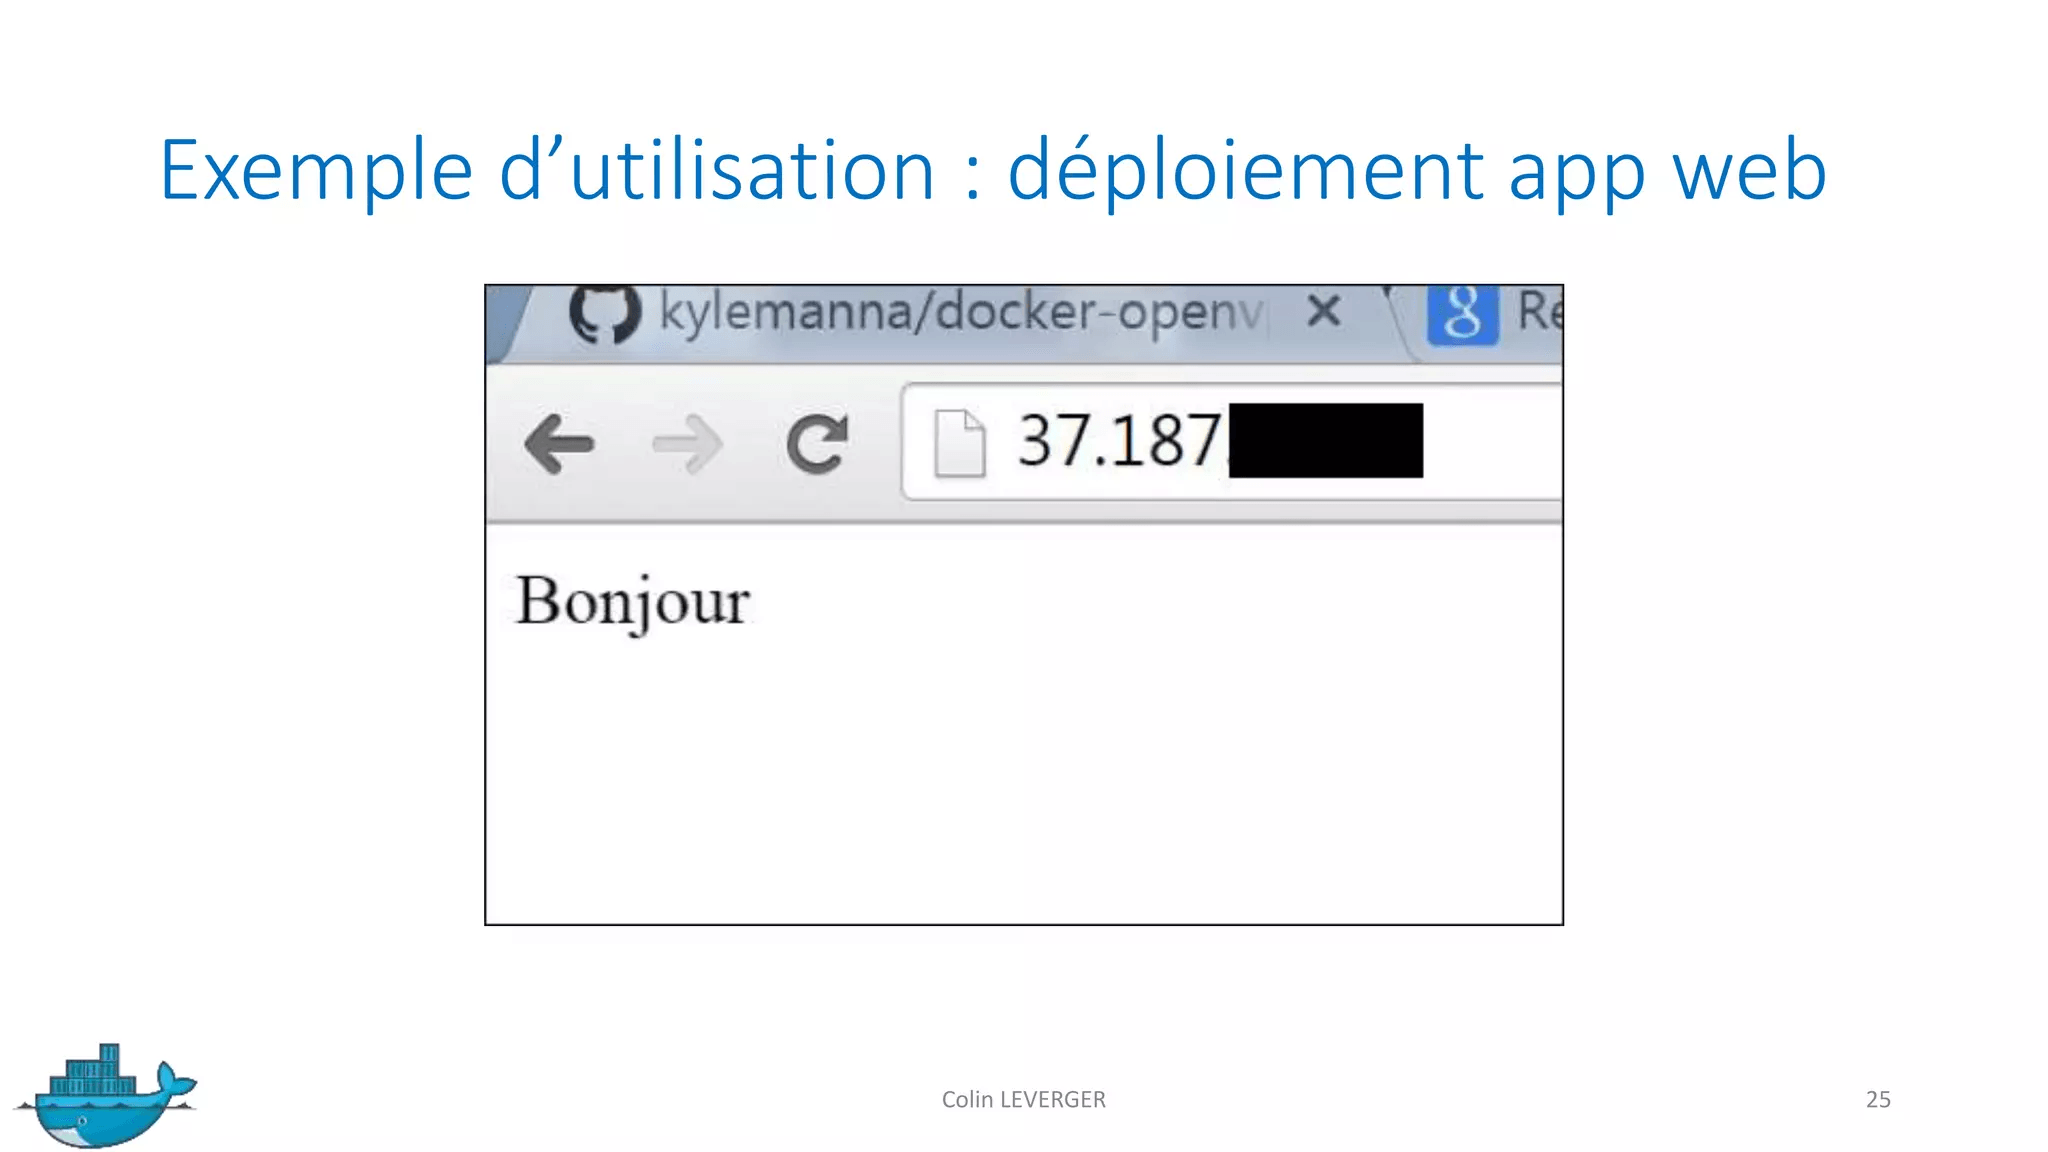 Exemple d’utilisation : déploiement app web
kylemanna/docker-openv
Re
37.187.
Bonjour
Colin LEVERGER
25